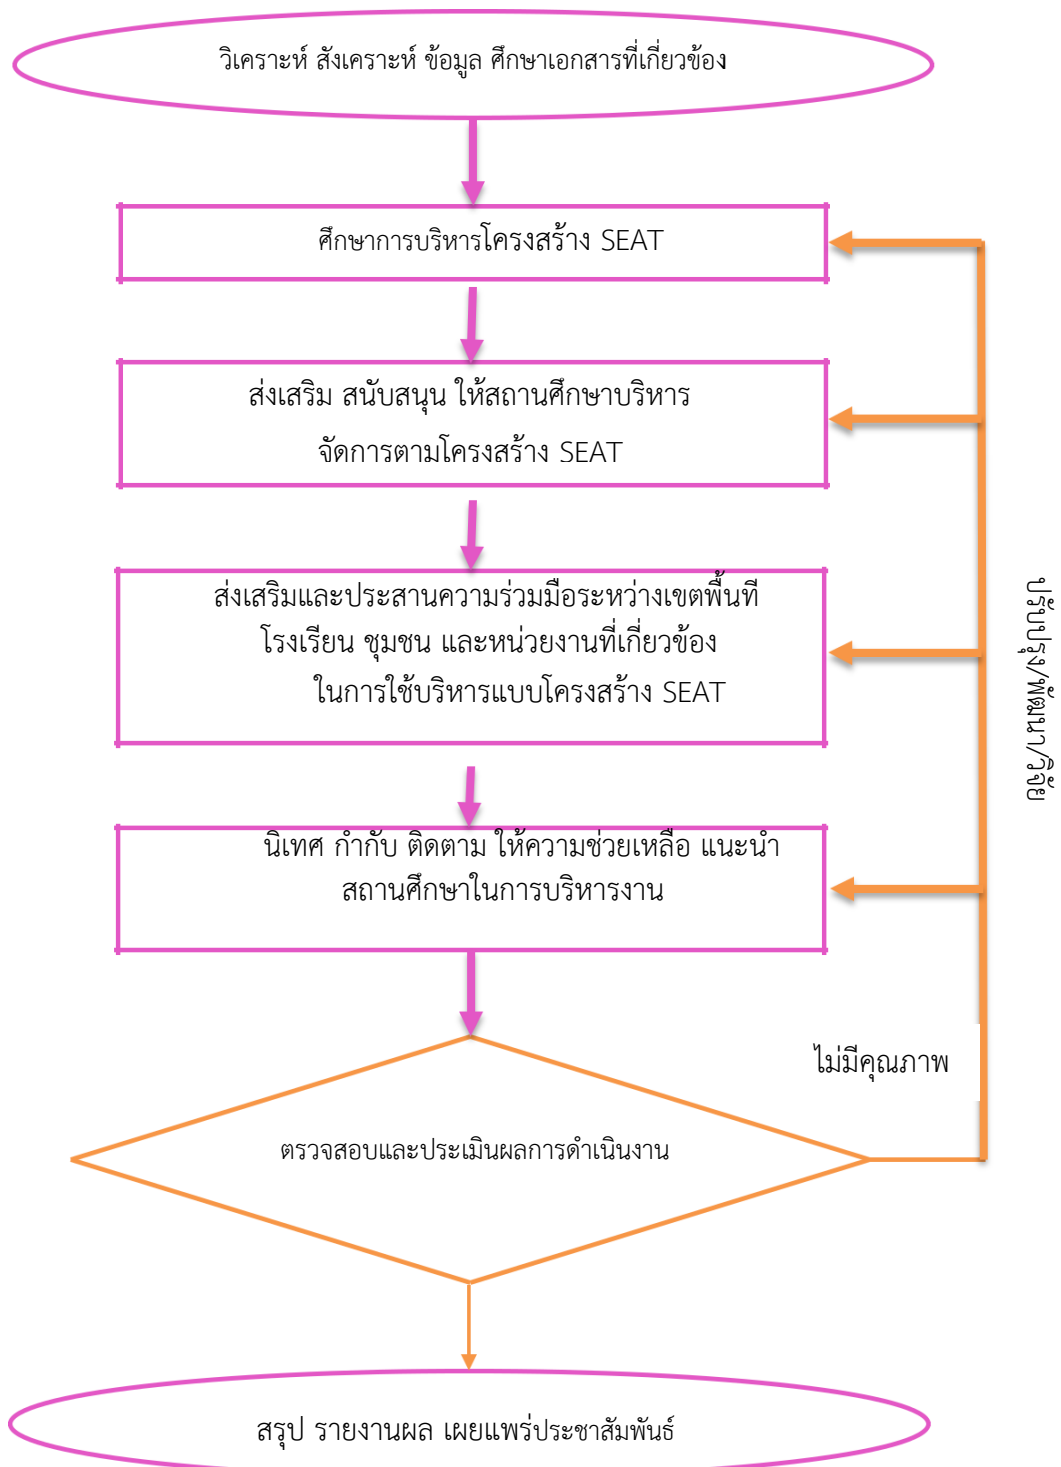 วิเคราะห์ สังเคราะห์ ข้อมูล ศึกษาเอกสารที่เกี่ยวข้อง
ศึกษาการบริหารโครงสร้าง SEAT
ส่งเสริม สนับสนุน ให้สถานศึกษาบริหาร
จัดการตามโครงสร้าง SEAT
ส่งเสริมและประสานความร่วมมือระหว่างเขตพื้นที่
โรงเรียน ชุมชน และหน่วยงานที่เกี่ยวข้อง
ในการใช้บริหารแบบโครงสร้าง SEAT
ปรับปรุง/พัฒนา/วิจัย
นิเทศ กำกับ ติดตาม ให้ความช่วยเหลือ แนะนำ
สถานศึกษาในการบริหารงาน
ไม่มีคุณภาพ
ตรวจสอบและประเมินผลการดำเนินงาน
สรุป รายงานผล เผยแพร่ประชาสัมพันธ์